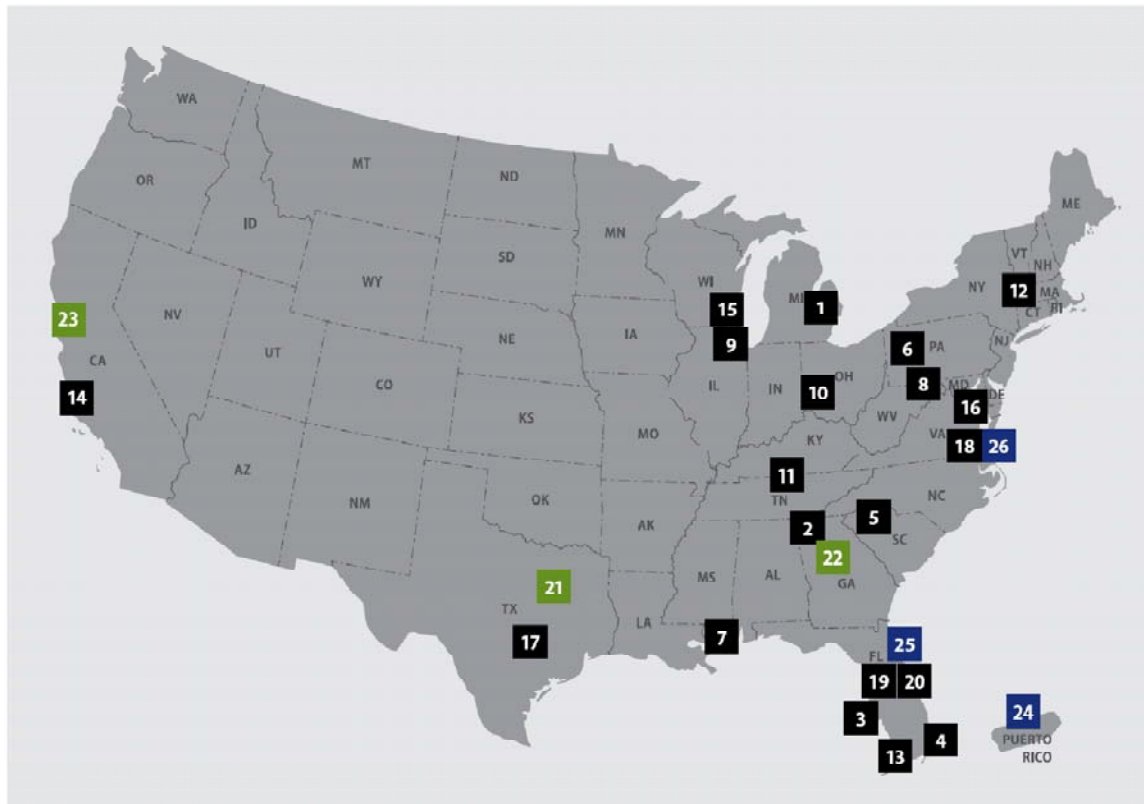 WA
MT
ND
OR
MN
ME
ID
SD
WI
VT
NH
WY
NY
12
MA
CT
RI
23
NV
15
MI
1
NE
IA
9
6
PA
NJ
CA
UT
CO
IL
IN
OH
10
8
MD
DE
14
KS
MO
WV
16
KY
VA
18
26
AZ
NM
OK
11
TN
NC
AK
2
5
SC
22
GA
21
MS
AL
TX
17
LA
7
FL
25
19
20
3
4
13
24
PUERTO
RICO